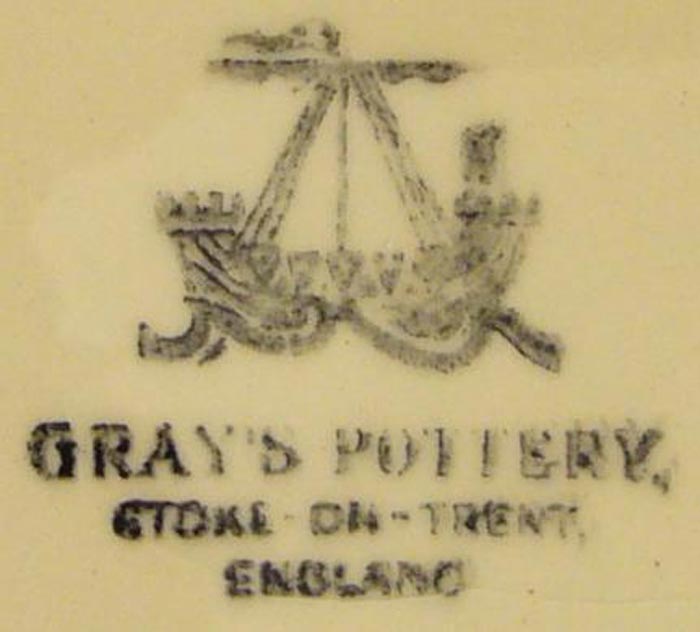 GRAY'S POTTERY,
STOKE-ON-TRENT,
ENGLAND